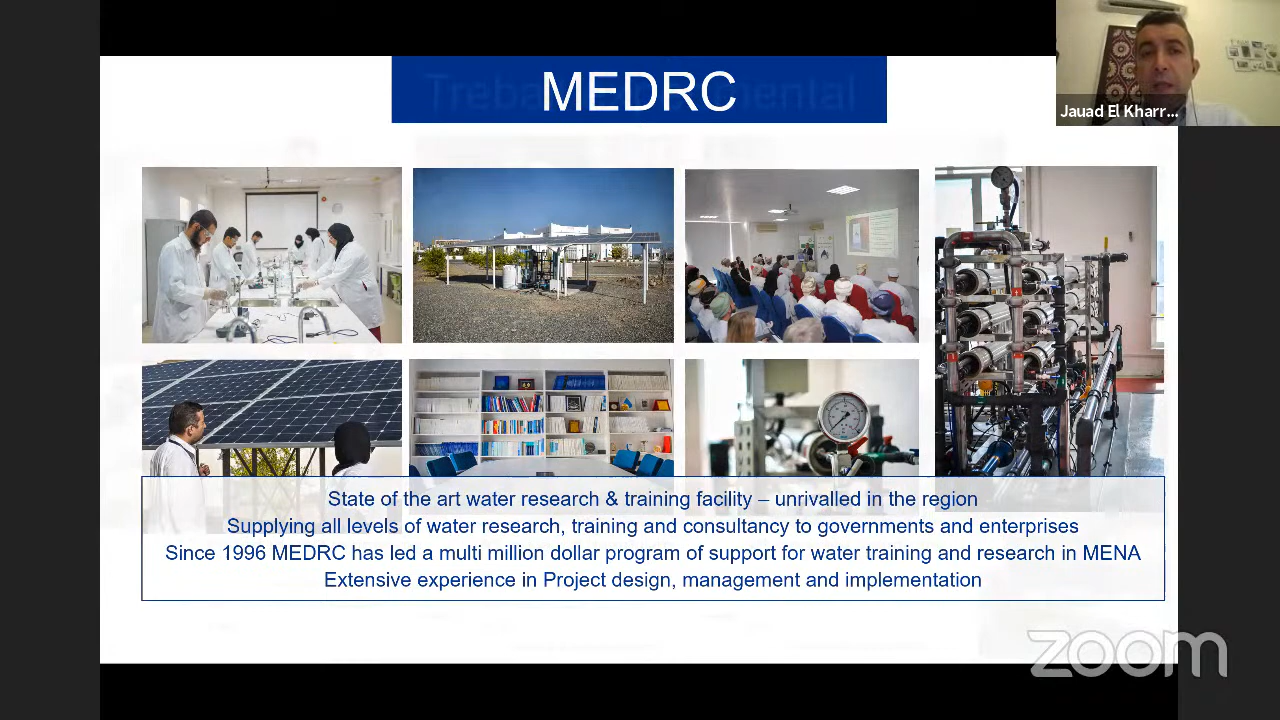 MEDRC
Jauad El Kharr...
State of the art water research & training facility – unrivalled in the region
Supplying all levels of water research, training and consultancy to governments and enterprises
Since 1996 MEDRC has led a multi million dollar program of support for water training and research in MENA
Extensive experience in Project design, management and implementation
zoom